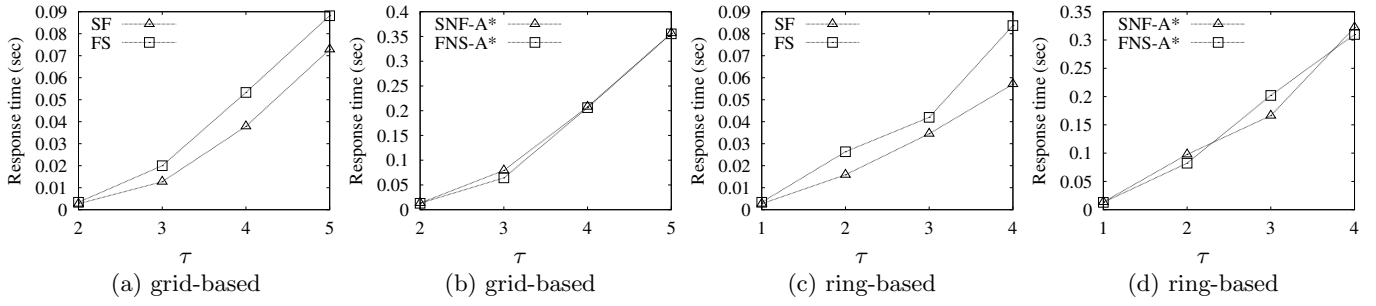 Response time (sec)
0.09
0.08
0.07
0.06
0.05
0.04
0.03
0.02
0.01
0
SF
FS
2 3 4 5
τ
(a) grid-based
Response time (sec)
0.4
0.35
0.3
0.25
0.2
0.15
0.1
0.05
0
SNF-A*
FNS-A*
2 3 4 5
τ
(b) grid-based
Response time (sec)
0.09
0.08
0.07
0.06
0.05
0.04
0.03
0.02
0.01
0
SF
FS
1 2 3 4
τ
(c) ring-based
Response time (sec)
0.35
0.3
0.25
0.2
0.15
0.1
0.05
0
SNF-A*
FNS-A*
1 2 3 4
τ
(d) ring-based